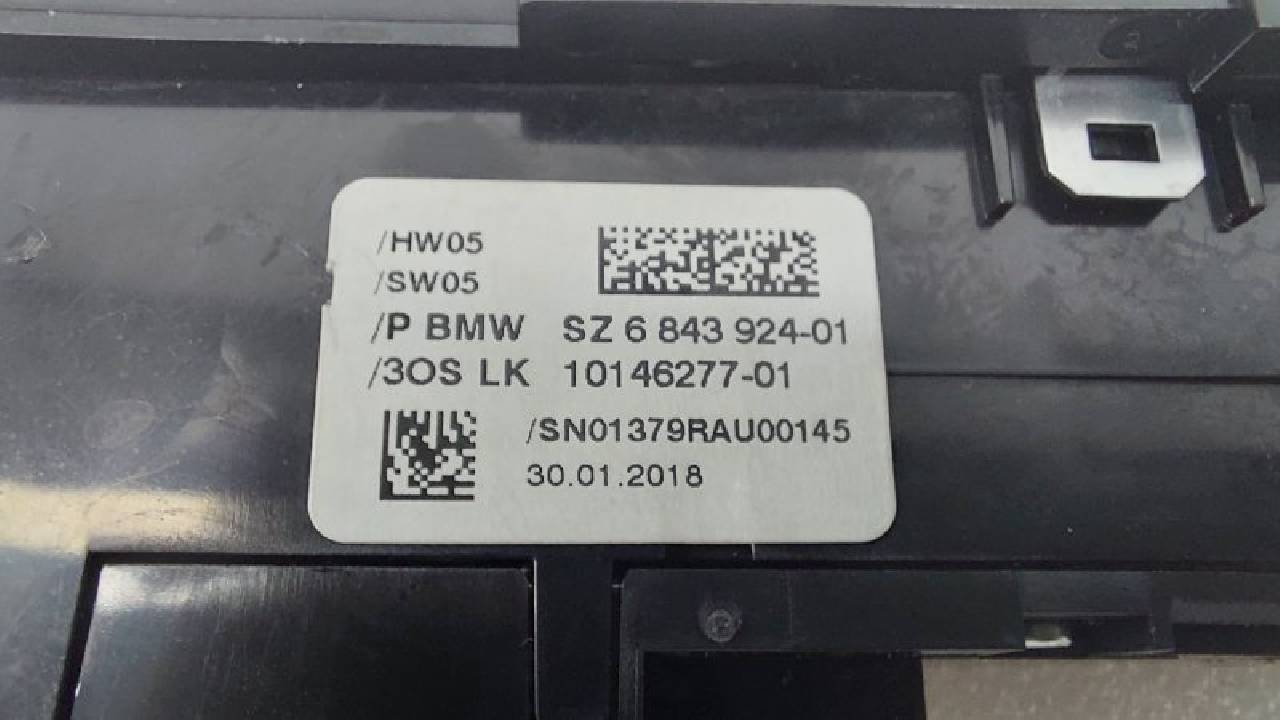 /HW05
/SW05
/P BMW SZ 6 843 924-01
/3OS LK 10146277-01
/SN01379RAU00145
30.01.2018